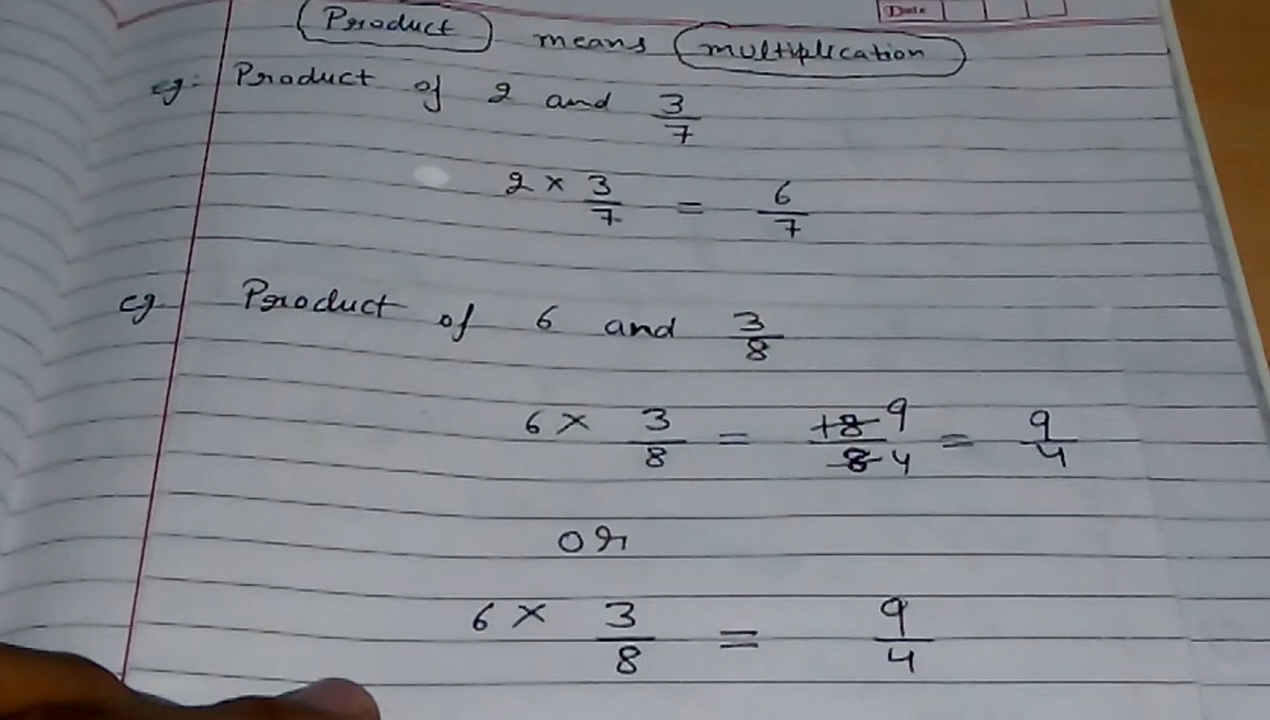 Date
Product means multiplication
eg: Product of 2 and 3/7
2 × 3/7 = 6/7
eg Product of 6 and 3/8
6 × 3/8 = 18 9/8 4 = 9/4
or
6 × 3/8 = 9/4